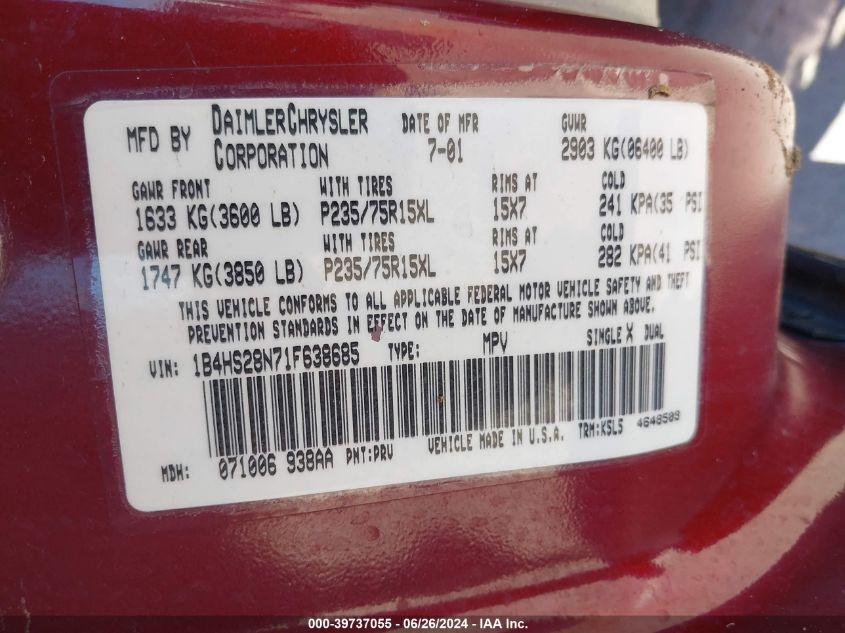 MFD BY DAIMLERCHRYSLER CORPORATION
DATE OF MFR 7-01
GVWR 2903 KG(06400 LB)
GAWR FRONT WITH TIRES RIMS AT COLD
1633 KG(3600 LB) P235/75R15XL 15X7 241 KPA(35 PSI
GAWR REAR WITH TIRES RIMS AT COLD
1747 KG(3850 LB) P235/75R15XL 15X7 282 KPA(41 PSI
THIS VEHICLE CONFORMS TO ALL APPLICABLE FEDERAL MOTOR VEHICLE SAFETY AND THEFT
PREVENTION STANDARDS IN EFFECT ON THE DATE OF MANUFACTURE SHOWN ABOVE.
VIN: 1B4HS28N71F638685 TYPE: MPV SINGLE X DUAL
MDH: 071006 938AA PNT:PRV VEHICLE MADE IN U.S.A. TRM:K5L5 4648509
000-39737055 - 06/26/2024 - IAA, Inc.